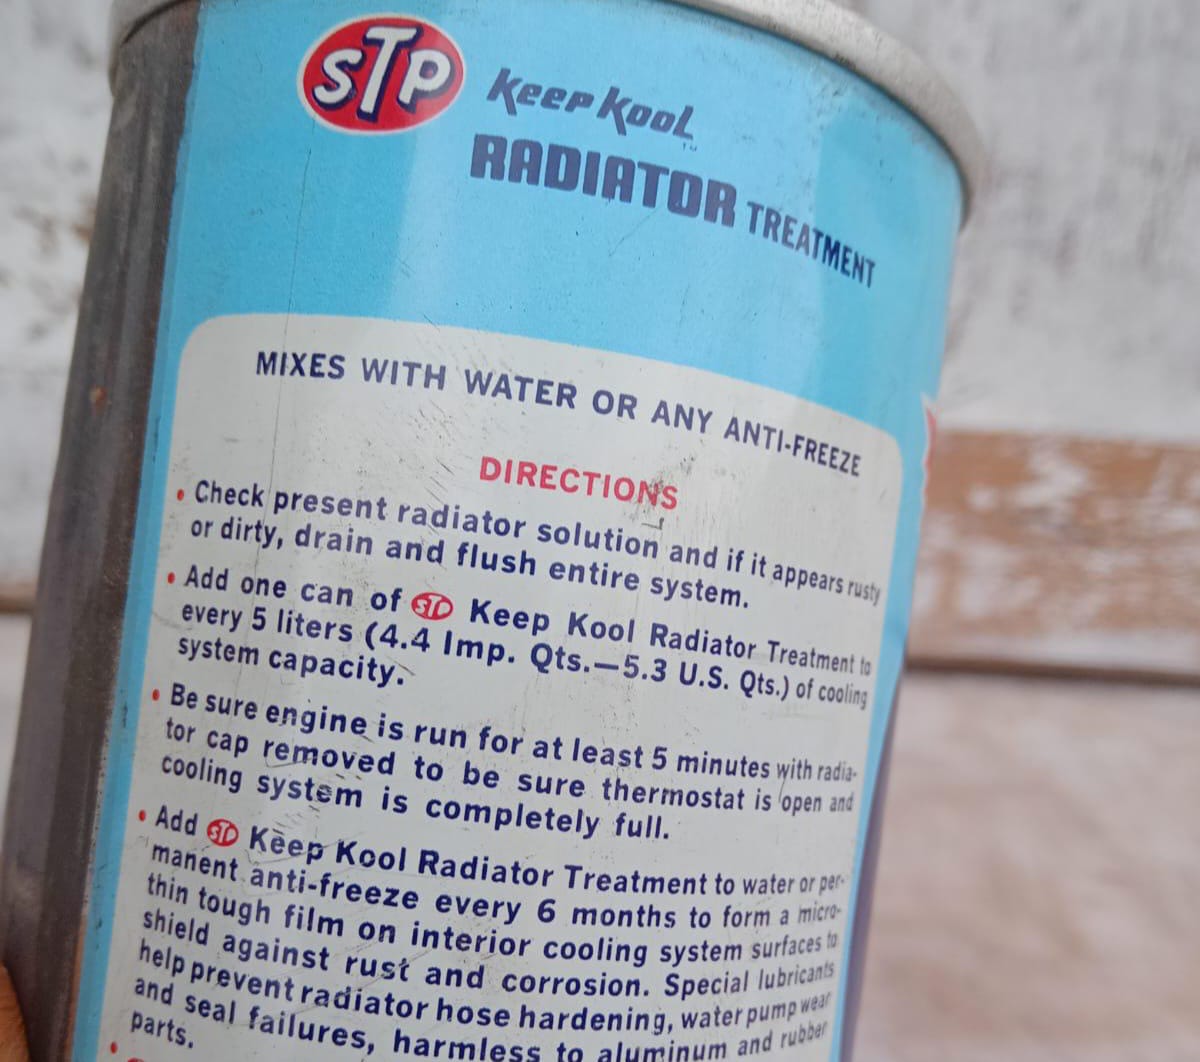 STP Keep Kool™
RADIATOR TREATMENT
MIXES WITH WATER OR ANY ANTI-FREEZE
DIRECTIONS
• Check present radiator solution and if it appears rusty
or dirty, drain and flush entire system.
• Add one can of STP Keep Kool Radiator Treatment to
every 5 liters (4.4 Imp. Qts.—5.3 U.S. Qts.) of cooling
system capacity.
• Be sure engine is run for at least 5 minutes with radia-
tor cap removed to be sure thermostat is open and
cooling system is completely full.
• Add STP Keep Kool Radiator Treatment to water or per-
manent anti-freeze every 6 months to form a micro-
thin tough film on interior cooling system surfaces to
shield against rust and corrosion. Special lubricants
help prevent radiator hose hardening, water pump wear
and seal failures, harmless to aluminum and rubber
parts.